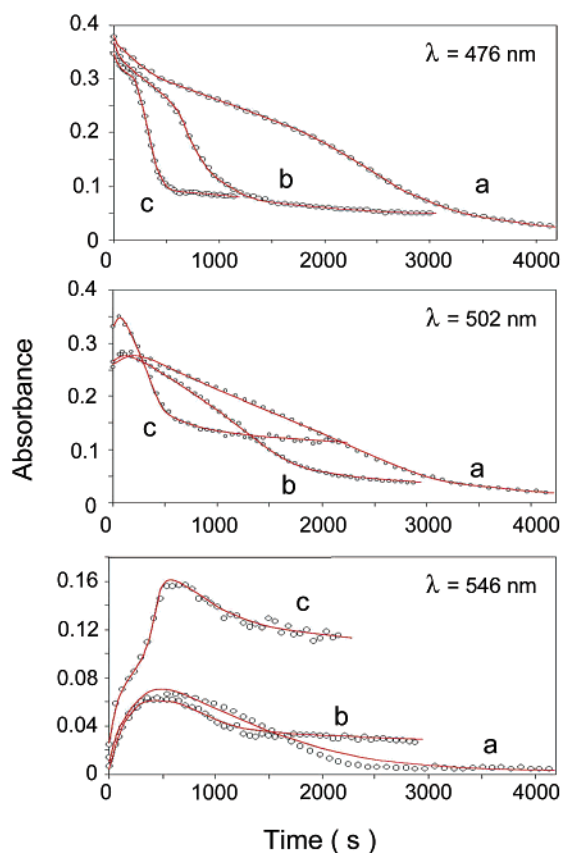 0.4
λ = 476 nm
0.3
0.2
0.1
a
b
c
0
0 1000 2000 3000 4000
0.4
λ = 502 nm
0.3
0.2
c
0.1
a
b
0
0 1000 2000 3000 4000
Absorbance
0.16
λ = 546 nm
c
0.12
0.08
b
0.04
a
0
0 1000 2000 3000 4000
Time ( s )